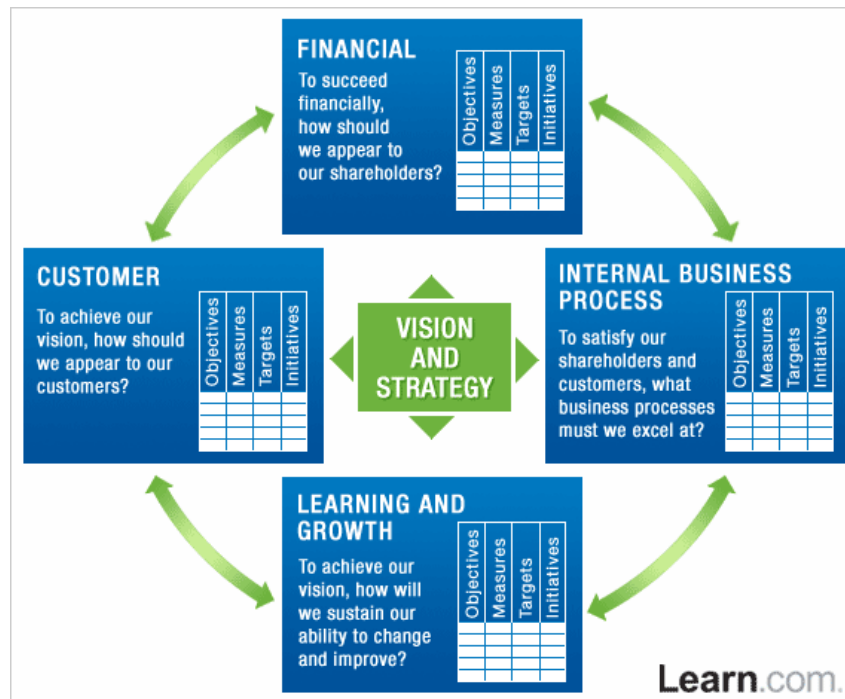 FINANCIAL
To succeed
financially,
how should
we appear to
our shareholders?
Objectives
Measures
Targets
Initiatives
CUSTOMER
To achieve our
vision, how should
we appear to our
customers?
Objectives
Measures
Targets
Initiatives
VISION
AND
STRATEGY
INTERNAL BUSINESS
PROCESS
To satisfy our
shareholders and
customers, what
business processes
must we excel at?
Objectives
Measures
Targets
Initiatives
LEARNING AND
GROWTH
To achieve our
vision, how will
we sustain our
ability to change
and improve?
Objectives
Measures
Targets
Initiatives
Learn.com.